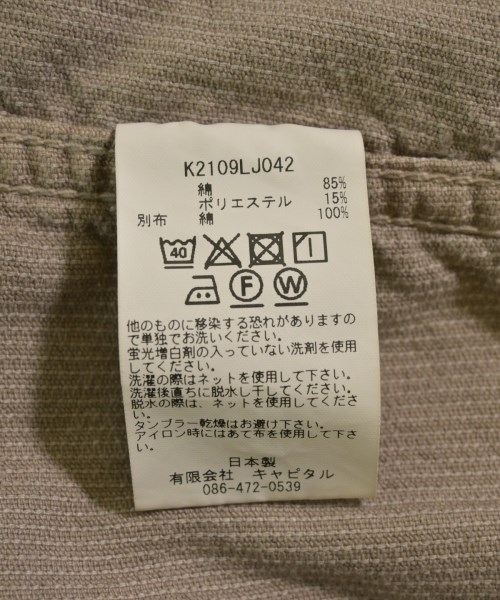 K2109LJ042
綿 85%
ポリエステル 15%
別布 綿 100%
40
F W
他のものに移染する恐れがありますの
で単独でお洗いください。
蛍光増白剤の入っていない洗剤を使用
してください。
洗濯の際はネットを使用して下さい。
洗濯後直ちに脱水し干してください。
脱水の際は、ネットを使用してくださ
い。
タンブラー乾燥はお避け下さい。
アイロン時にはあて布を使用して下さ
い。
日本製
有限会社 キャピタル
086-472-0539